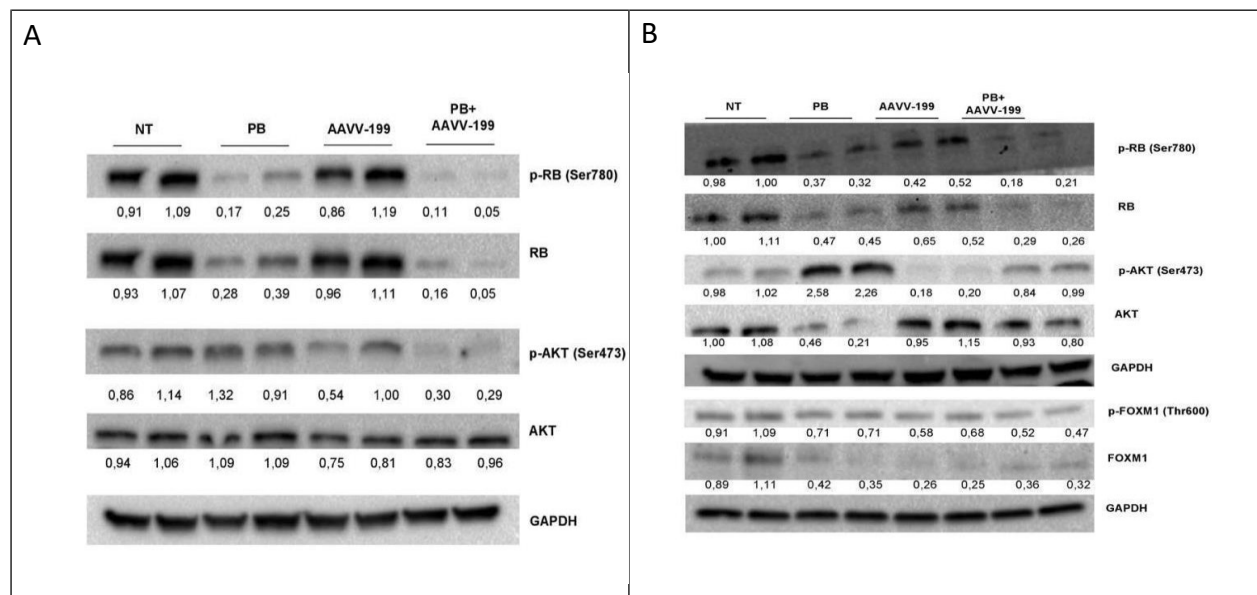 A
NT PB AAVV-199 PB+
AAVV-199
p-RB (Ser780)
0,91 1,09 0,17 0,25 0,86 1,19 0,11 0,05
RB
0,93 1,07 0,28 0,39 0,96 1,11 0,16 0,05
p-AKT (Ser473)
0,86 1,14 1,32 0,91 0,54 1,00 0,30 0,29
AKT
0,94 1,06 1,09 1,09 0,75 0,81 0,83 0,96
GAPDH
B
NT PB AAVV-199 PB+
AAVV-199
p-RB (Ser780)
0,98 1,00 0,37 0,32 0,42 0,52 0,18 0,21
RB
1,00 1,11 0,47 0,45 0,65 0,52 0,29 0,26
p-AKT (Ser473)
0,98 1,02 2,58 2,26 0,18 0,20 0,84 0,99
AKT
1,00 1,08 0,46 0,21 0,95 1,15 0,93 0,80
GAPDH
p-FOXM1 (Thr600)
0,91 1,09 0,71 0,71 0,58 0,68 0,52 0,47
FOXM1
0,89 1,11 0,42 0,35 0,26 0,25 0,36 0,32
GAPDH